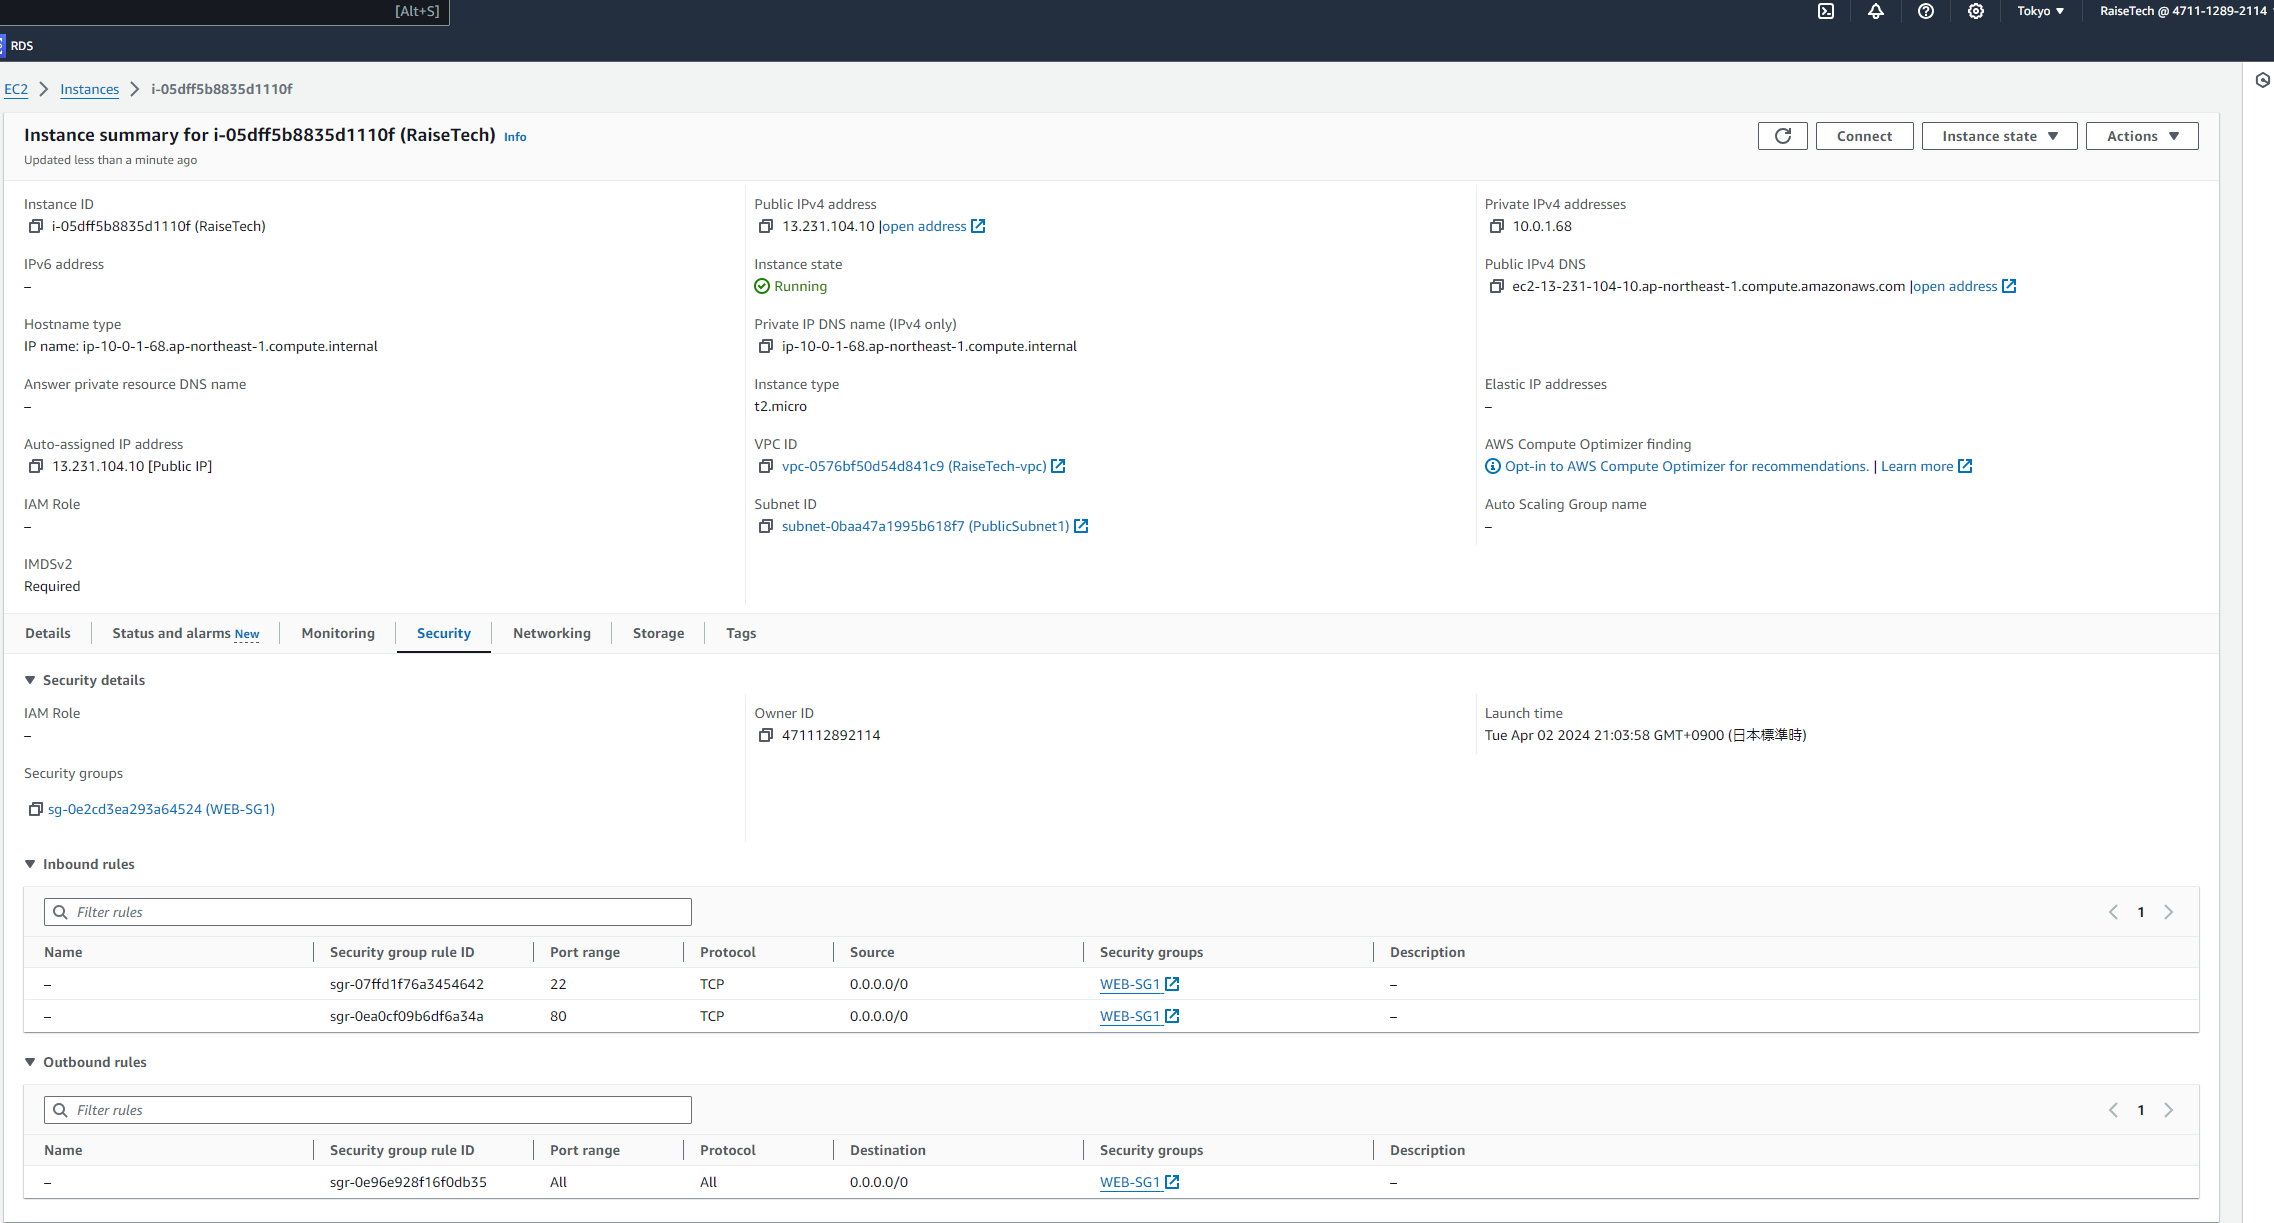 [Alt+S]
Tokyo ▼
RaiseTech @ 4711-1289-2114
RDS
EC2 > Instances > i-05dff5b8835d1110f
Instance summary for i-05dff5b8835d1110f (RaiseTech) Info
Updated less than a minute ago
Connect
Instance state ▼
Actions ▼
Instance ID
i-05dff5b8835d1110f (RaiseTech)
Public IPv4 address
13.231.104.10 |open address
Private IPv4 addresses
10.0.1.68
IPv6 address
–
Instance state
Running
Public IPv4 DNS
ec2-13-231-104-10.ap-northeast-1.compute.amazonaws.com |open address
Hostname type
IP name: ip-10-0-1-68.ap-northeast-1.compute.internal
Private IP DNS name (IPv4 only)
ip-10-0-1-68.ap-northeast-1.compute.internal
Answer private resource DNS name
–
Instance type
t2.micro
Elastic IP addresses
–
Auto-assigned IP address
13.231.104.10 [Public IP]
VPC ID
vpc-0576bf50d54d841c9 (RaiseTech-vpc)
AWS Compute Optimizer finding
Opt-in to AWS Compute Optimizer for recommendations. | Learn more
IAM Role
–
Subnet ID
subnet-0baa47a1995b618f7 (PublicSubnet1)
Auto Scaling Group name
–
IMDSv2
Required
Details
Status and alarms New
Monitoring
Security
Networking
Storage
Tags
▼ Security details
IAM Role
–
Owner ID
471112892114
Launch time
Tue Apr 02 2024 21:03:58 GMT+0900 (日本標準時)
Security groups
sg-0e2cd3ea293a64524 (WEB-SG1)
▼ Inbound rules
Filter rules
1
Name Security group rule ID Port range Protocol Source Security groups Description
– sgr-07ffd1f76a3454642 22 TCP 0.0.0.0/0 WEB-SG1 –
– sgr-0ea0cf09b6df6a34a 80 TCP 0.0.0.0/0 WEB-SG1 –
▼ Outbound rules
Filter rules
1
Name Security group rule ID Port range Protocol Destination Security groups Description
– sgr-0e96e928f16f0db35 All All 0.0.0.0/0 WEB-SG1 –